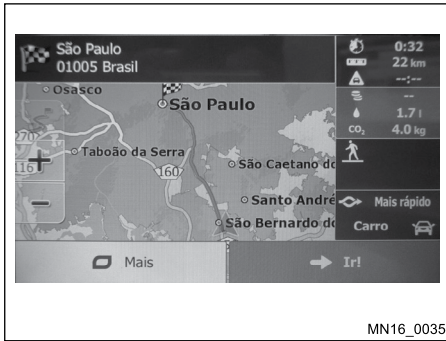 São Paulo
01005 Brasil
0:32
22 km
--:--
--
1.7 l
CO₂ 4.0 kg
Osasco
São Paulo
Taboão da Serra
116
160
São Caetano do
Santo André
São Bernardo do
Mais rápido
Carro
Mais
Ir!
MN16_0035